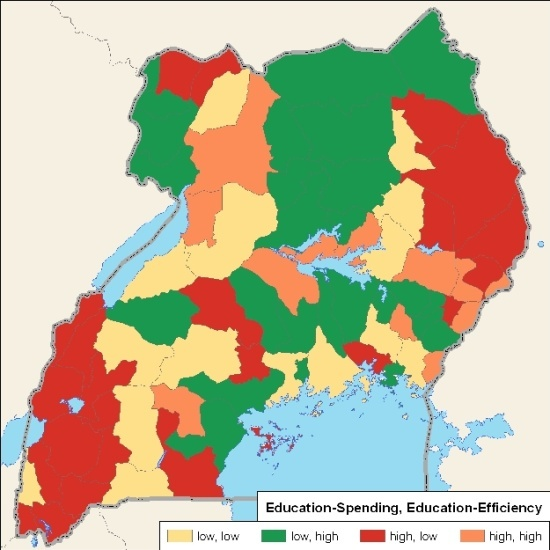 Education-Spending, Education-Efficiency
low, low low, high high, low high, high